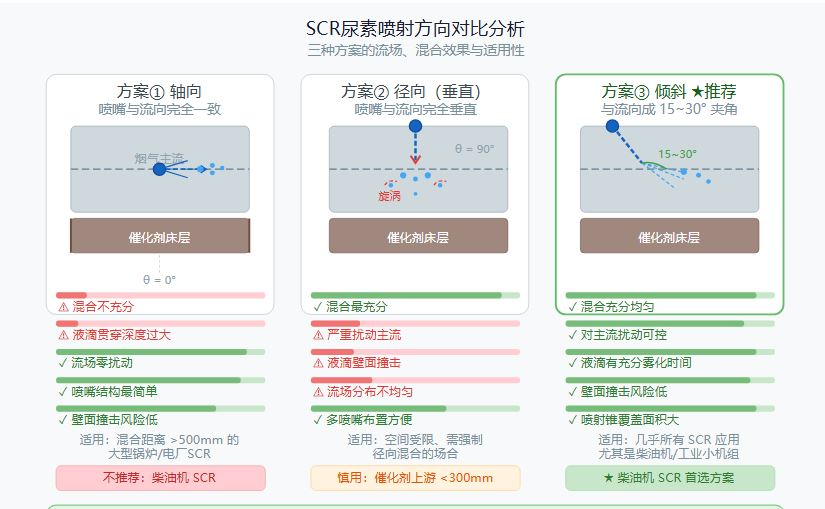 SCR尿素喷射方向对比分析
三种方案的流场、混合效果与适用性
方案① 轴向
喷嘴与流向完全一致
烟气主流
催化剂床层
θ = 0°
⚠ 混合不充分
⚠ 液滴贯穿深度过大
✓ 流场零扰动
✓ 喷嘴结构最简单
✓ 壁面撞击风险低
适用：混合距离 >500mm 的
大型锅炉/电厂SCR
不推荐：柴油机 SCR
方案② 径向（垂直）
喷嘴与流向完全垂直
θ = 90°
旋涡
催化剂床层
✓ 混合最充分
⚠ 严重扰动主流
⚠ 液滴壁面撞击
⚠ 流场分布不均匀
✓ 多喷嘴布置方便
适用：空间受限、需强制
径向混合的场合
慎用：催化剂上游 <300mm
方案③ 倾斜 ★推荐
与流向成 15~30° 夹角
15~30°
催化剂床层
✓ 混合充分均匀
✓ 对主流扰动可控
✓ 液滴有充分雾化时间
✓ 壁面撞击风险低
✓ 喷射锥覆盖面积大
适用：几乎所有 SCR 应用
尤其是柴油机/工业小机组
★ 柴油机 SCR 首选方案